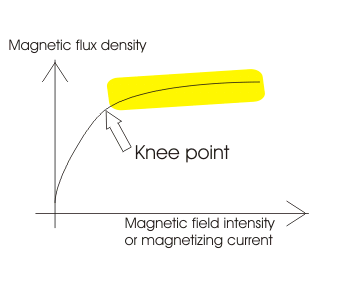 Magnetic flux density
Knee point
Magnetic field intensity
or magnetizing current